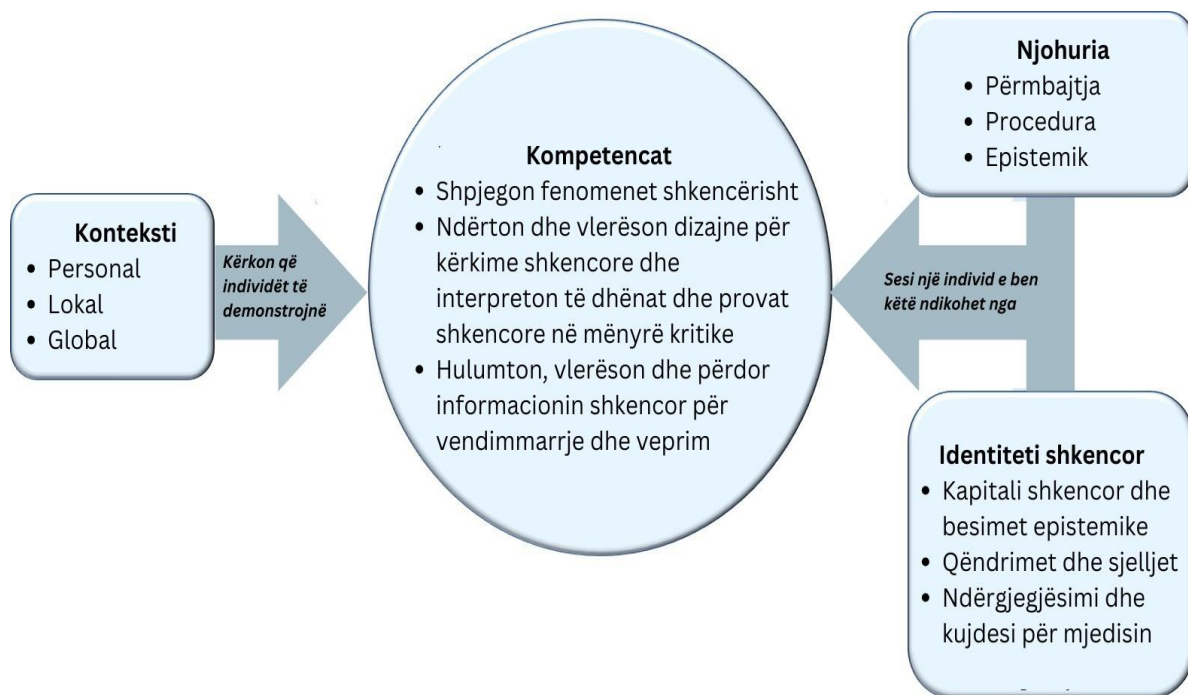 Konteksti
• Personal
• Lokal
• Global
Kërkon që
individët të
demonstrojnë
Kompetencat
• Shpjegon fenomenet shkencërisht
• Ndërton dhe vlerëson dizajne për
kërkime shkencore dhe
interpreton të dhënat dhe provat
shkencore në mënyrë kritike
• Hulumton, vlerëson dhe përdor
informacionin shkencor për
vendimmarrje dhe veprim
Njohuria
• Përmbajtja
• Procedura
• Epistemik
Sesi një individ e ben
këtë ndikohet nga
Identiteti shkencor
• Kapitali shkencor dhe
besimet epistemike
• Qëndrimet dhe sjelljet
• Ndërgjegjësimi dhe
kujdesi për mjedisin